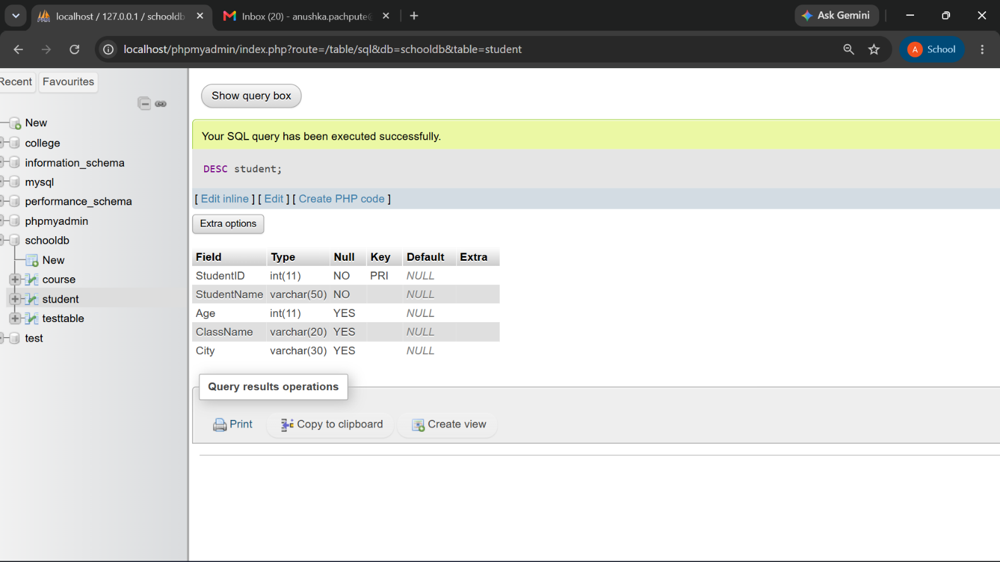 localhost / 127.0.0.1 / schooldb
Inbox (20) - anushka.pachpute@
Ask Gemini
localhost/phpmyadmin/index.php?route=/table/sql&db=schooldb&table=student
A School
Recent Favourites
New
college
information_schema
mysql
performance_schema
phpmyadmin
schooldb
New
course
student
testtable
test
Show query box
Your SQL query has been executed successfully.
DESC student;
[ Edit inline ] [ Edit ] [ Create PHP code ]
Extra options
Field Type Null Key Default Extra
StudentID int(11) NO PRI NULL
StudentName varchar(50) NO NULL
Age int(11) YES NULL
ClassName varchar(20) YES NULL
City varchar(30) YES NULL
Query results operations
Print Copy to clipboard Create view